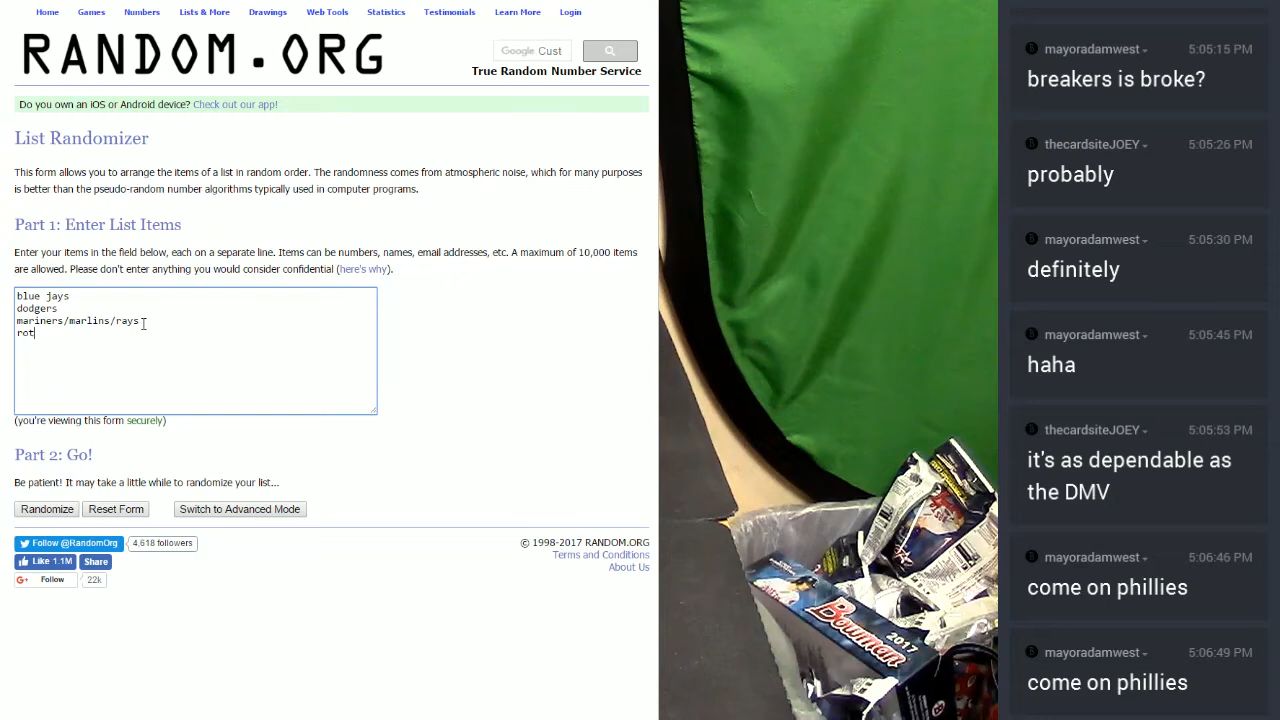 Home Games Numbers Lists & More Drawings Web Tools Statistics Testimonials Learn More Login
RANDOM.ORG
Google Cust
True Random Number Service
Do you own an iOS or Android device? Check out our app!
List Randomizer
This form allows you to arrange the items of a list in random order. The randomness comes from atmospheric noise, which for many purposes
is better than the pseudo-random number algorithms typically used in computer programs.
Part 1: Enter List Items
Enter your items in the field below, each on a separate line. Items can be numbers, names, email addresses, etc. A maximum of 10,000 items
are allowed. Please don't enter anything you would consider confidential (here's why).
blue jays
dodgers
mariners/marlins/rays
rot
(you're viewing this form securely)
Part 2: Go!
Be patient! It may take a little while to randomize your list...
Randomize Reset Form Switch to Advanced Mode
Follow @RandomOrg 4,618 followers
Like 1.1M Share
G+ Follow 22k
© 1998-2017 RANDOM.ORG
Terms and Conditions
About Us
Bowman 2017
mayoradamwest 5:05:15 PM
breakers is broke?
thecardsiteJOEY 5:05:26 PM
probably
mayoradamwest 5:05:30 PM
definitely
mayoradamwest 5:05:45 PM
haha
thecardsiteJOEY 5:05:53 PM
it's as dependable as
the DMV
mayoradamwest 5:06:46 PM
come on phillies
mayoradamwest 5:06:49 PM
come on phillies